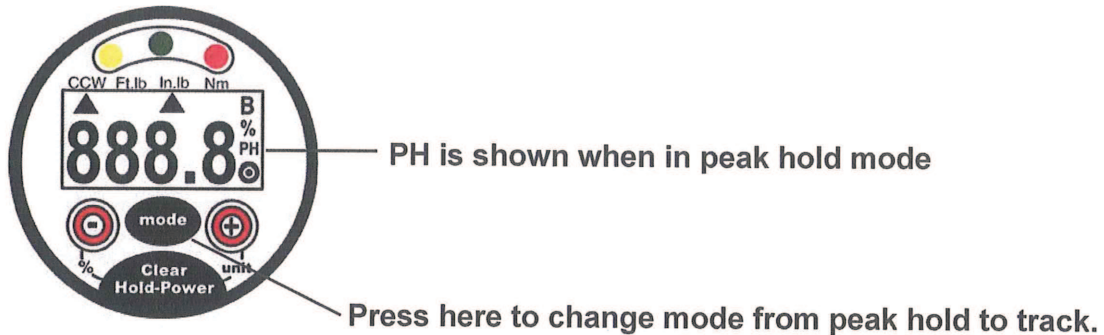 CCW Ft.lb In.lb Nm
B
%
888.8
PH
PH is shown when in peak hold mode
- mode +
% unit
Clear
Hold-Power
Press here to change mode from peak hold to track.